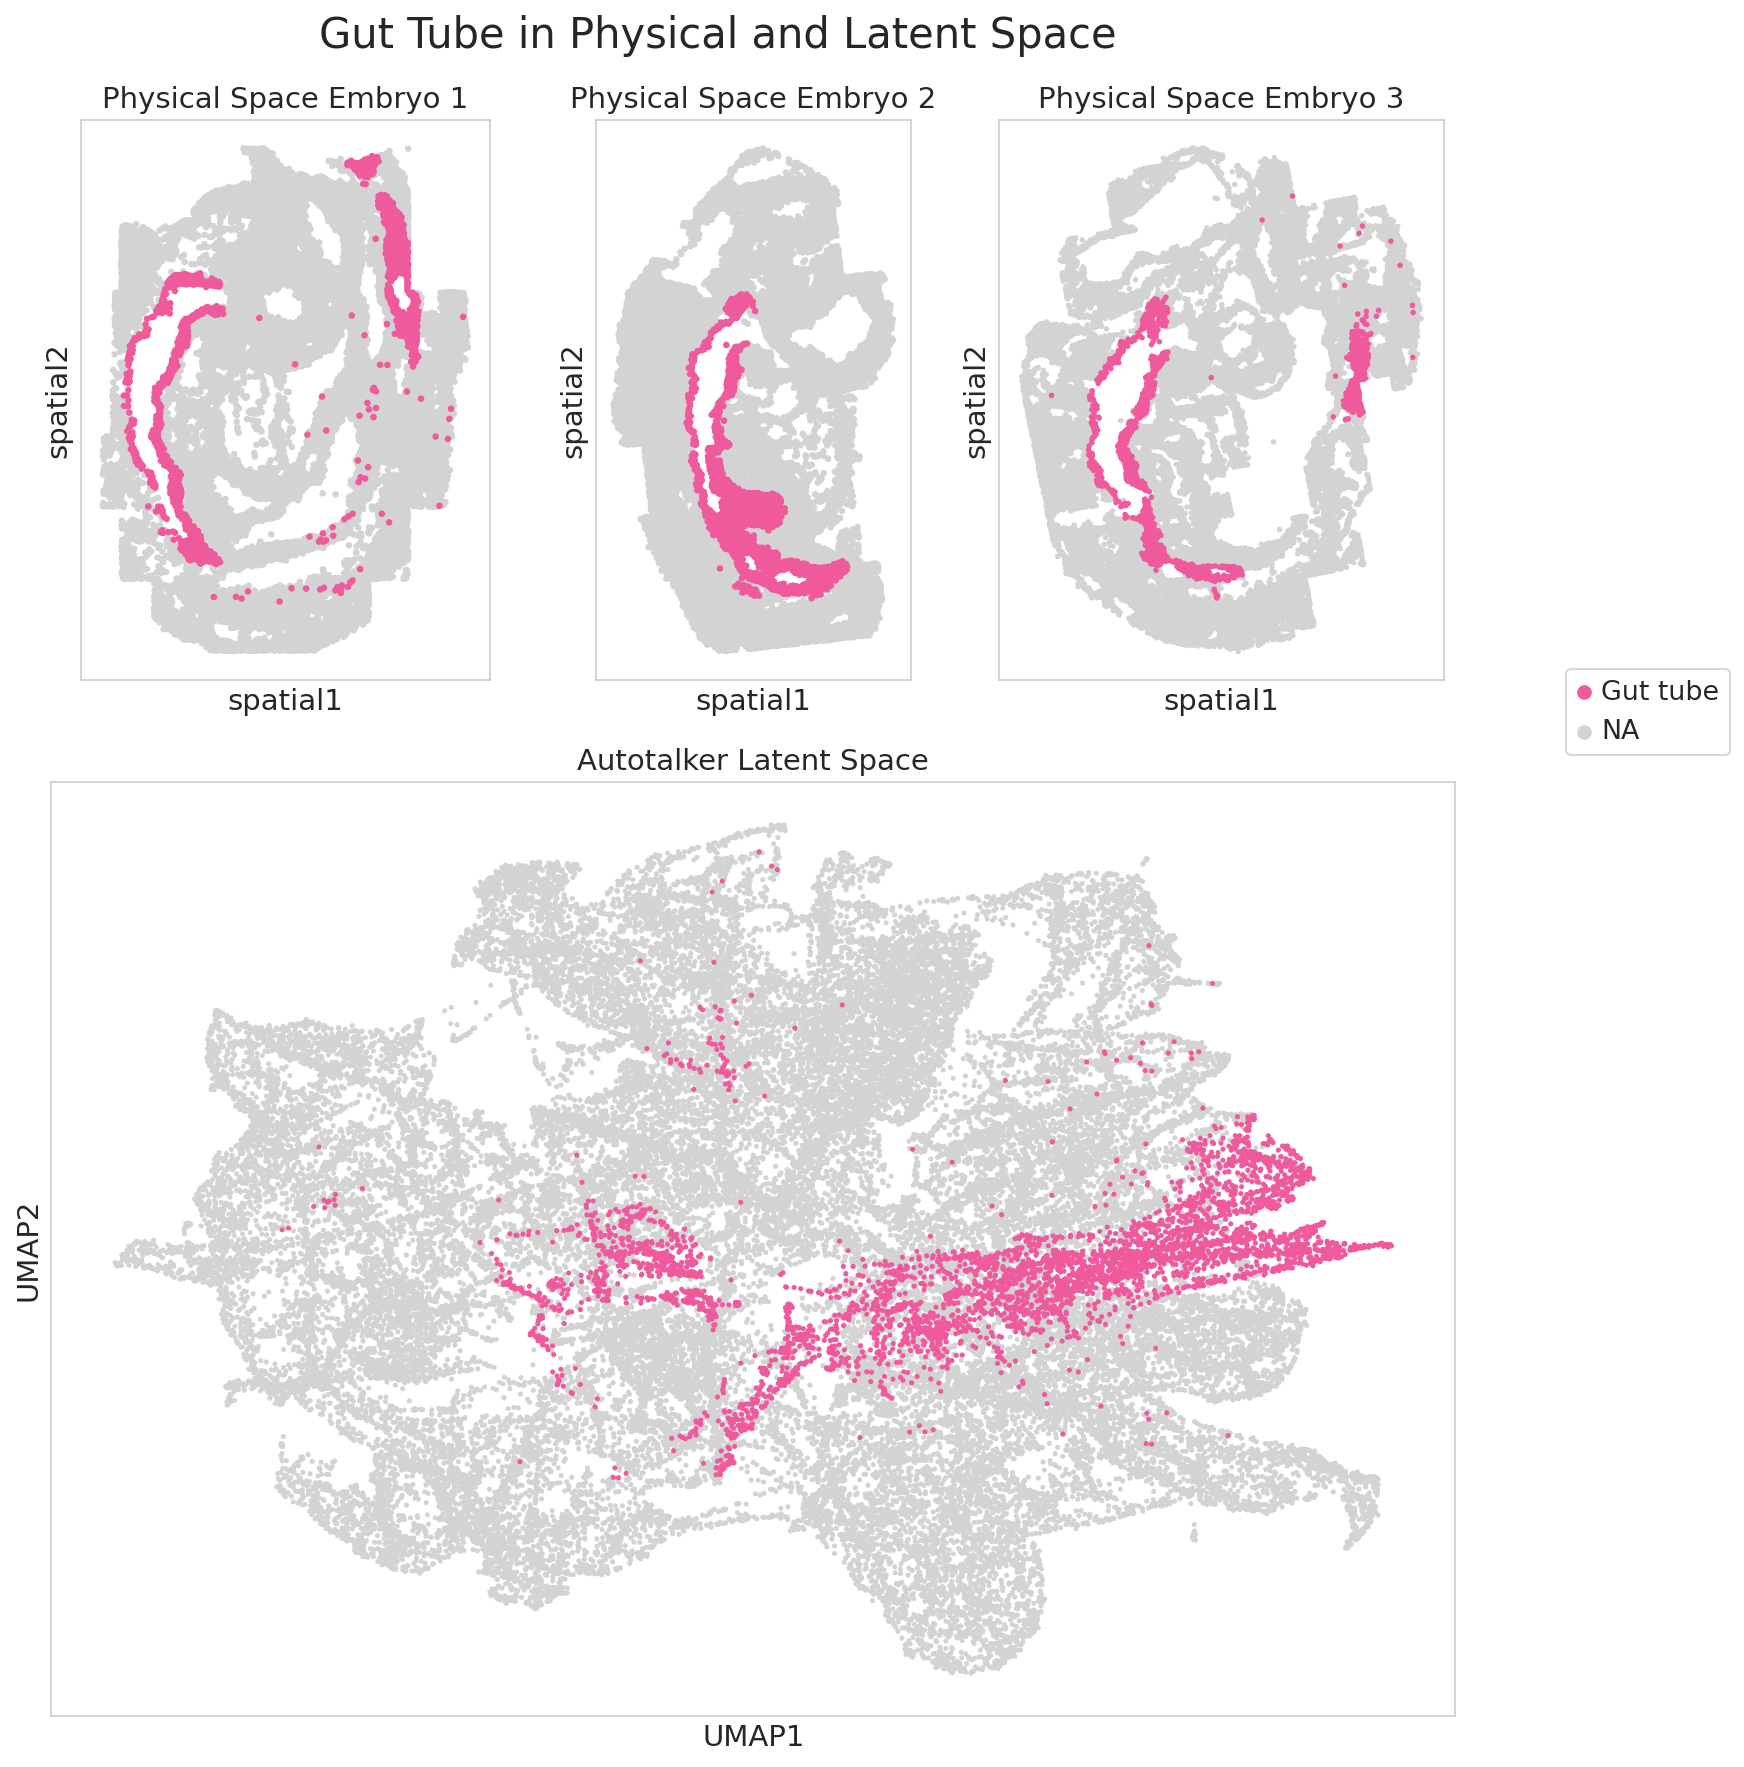 Gut Tube in Physical and Latent Space
Physical Space Embryo 1
Physical Space Embryo 2
Physical Space Embryo 3
spatial2
spatial2
spatial2
spatial1
spatial1
spatial1
Gut tube
NA
Autotalker Latent Space
UMAP2
UMAP1